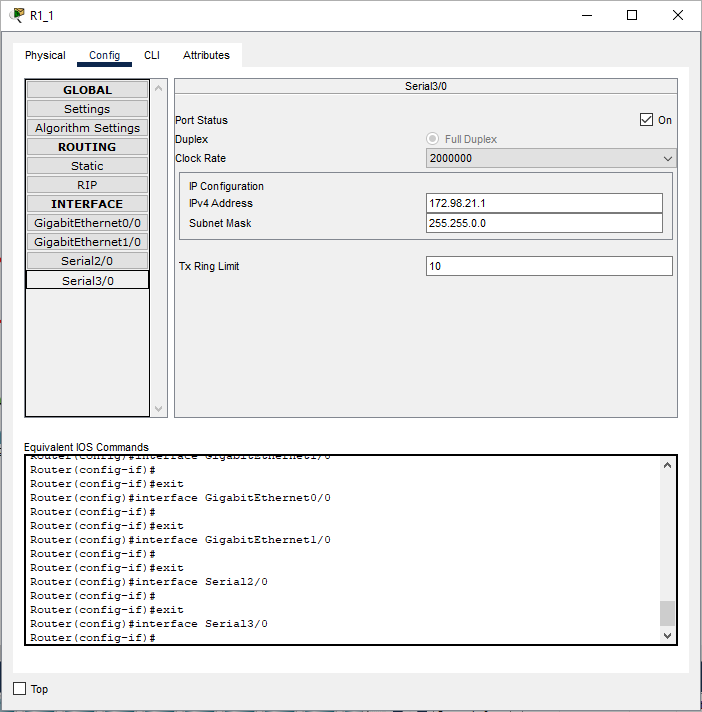 R1_1
Physical Config CLI Attributes
GLOBAL
Settings
Algorithm Settings
ROUTING
Static
RIP
INTERFACE
GigabitEthernet0/0
GigabitEthernet1/0
Serial2/0
Serial3/0
Serial3/0
Port Status On
Duplex Full Duplex
Clock Rate 2000000
IP Configuration
IPv4 Address 172.98.21.1
Subnet Mask 255.255.0.0
Tx Ring Limit 10
Equivalent IOS Commands
Router(config)#interface GigabitEthernet1/0
Router(config-if)#
Router(config-if)#exit
Router(config)#interface GigabitEthernet0/0
Router(config-if)#
Router(config-if)#exit
Router(config)#interface GigabitEthernet1/0
Router(config-if)#
Router(config-if)#exit
Router(config)#interface Serial2/0
Router(config-if)#
Router(config-if)#exit
Router(config)#interface Serial3/0
Router(config-if)#
Top